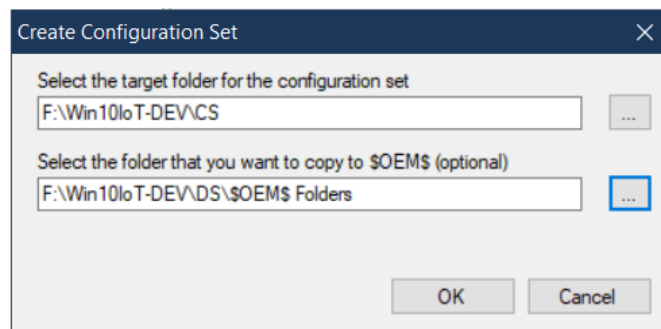 Create Configuration Set
Select the target folder for the configuration set
F:\Win10IoT-DEV\CS
...
Select the folder that you want to copy to $OEM$ (optional)
F:\Win10IoT-DEV\DS\$OEM$ Folders
...
OK Cancel